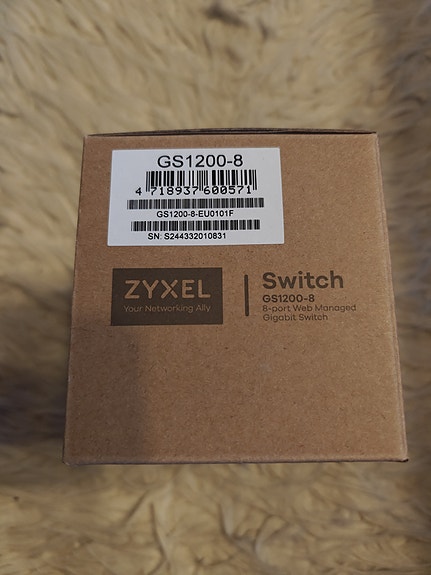 GS1200-8
4 718937 600571
GS1200-8-EU0101F
SN: S244332010831
ZYXEL
Your Networking Ally
Switch
GS1200-8
8-port Web Managed
Gigabit Switch